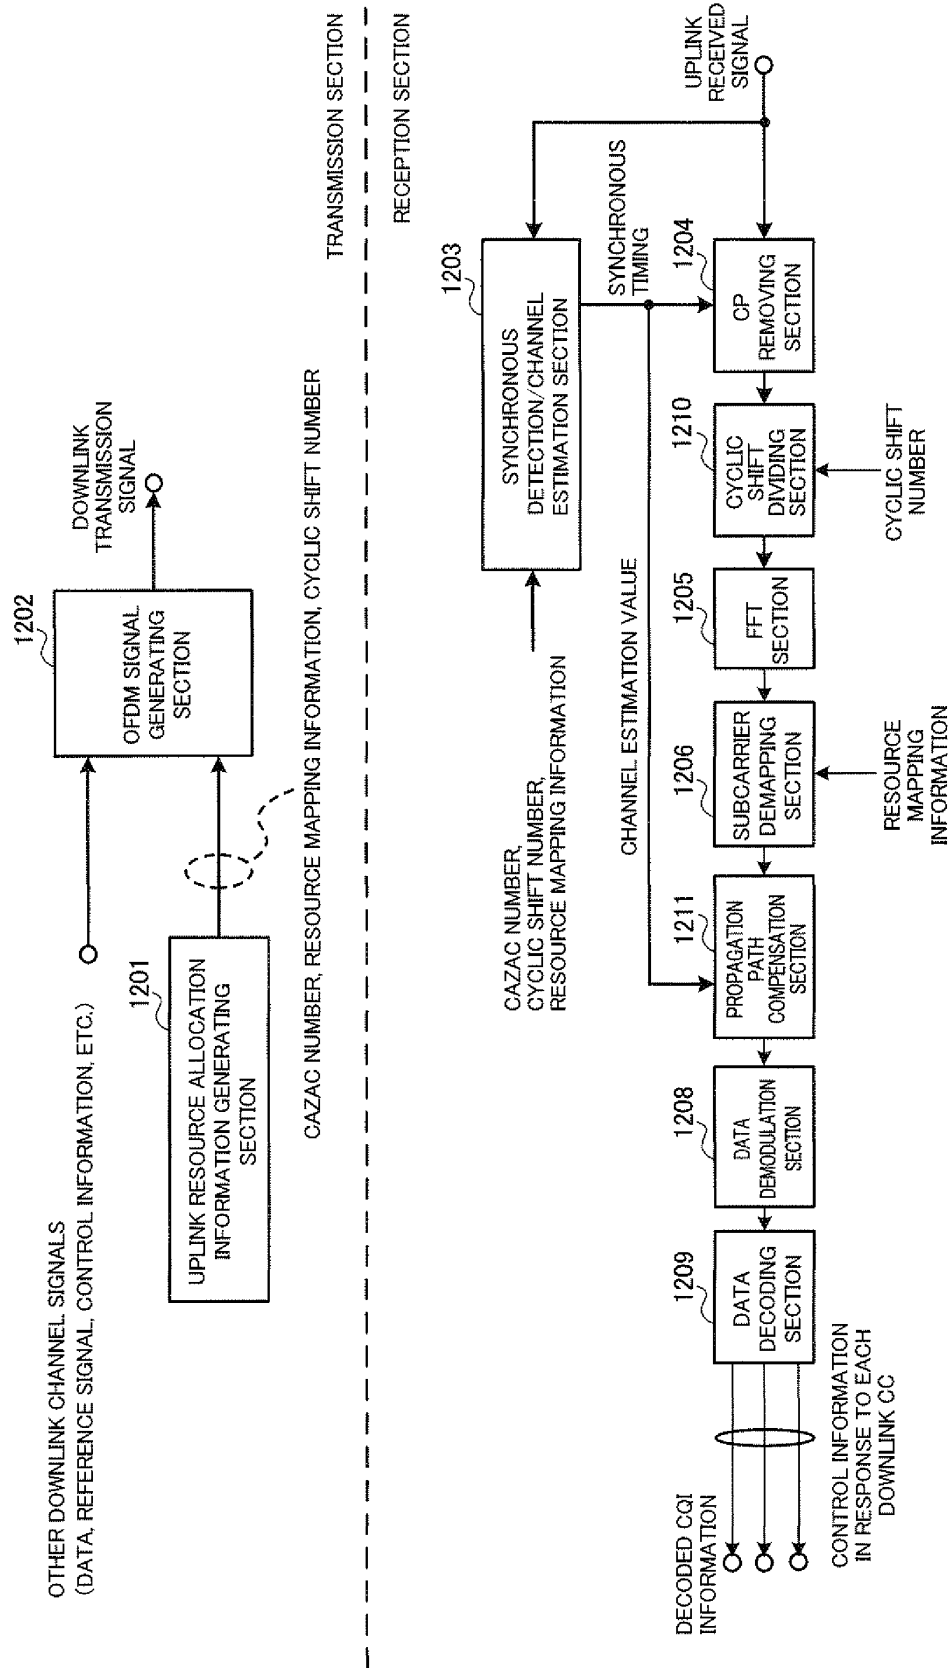 OTHER DOWNLINK CHANNEL SIGNALS
(DATA, REFERENCE SIGNAL, CONTROL INFORMATION, ETC.)
1201
UPLINK RESOURCE ALLOCATION
INFORMATION GENERATING
SECTION
1202
OFDM SIGNAL
GENERATING
SECTION
DOWNLINK
TRANSMISSION
SIGNAL
CAZAC NUMBER, RESOURCE MAPPING INFORMATION, CYCLIC SHIFT NUMBER
TRANSMISSION SECTION
RECEPTION SECTION
CAZAC NUMBER,
CYCLIC SHIFT NUMBER,
RESOURCE MAPPING INFORMATION
1203
SYNCHRONOUS
DETECTION/CHANNEL
ESTIMATION SECTION
SYNCHRONOUS
TIMING
CHANNEL ESTIMATION VALUE
UPLINK
RECEIVED
SIGNAL
1204
CP
REMOVING
SECTION
1210
CYCLIC
SHIFT
DIVIDING
SECTION
CYCLIC SHIFT
NUMBER
1205
FFT
SECTION
1206
SUBCARRIER
DEMAPPING
SECTION
RESOURCE
MAPPING
INFORMATION
1211
PROPAGATION
PATH
COMPENSATION
SECTION
1208
DATA
DEMODULATION
SECTION
1209
DATA
DECODING
SECTION
DECODED CQI
INFORMATION
CONTROL INFORMATION
IN RESPONSE TO EACH
DOWNLINK CC